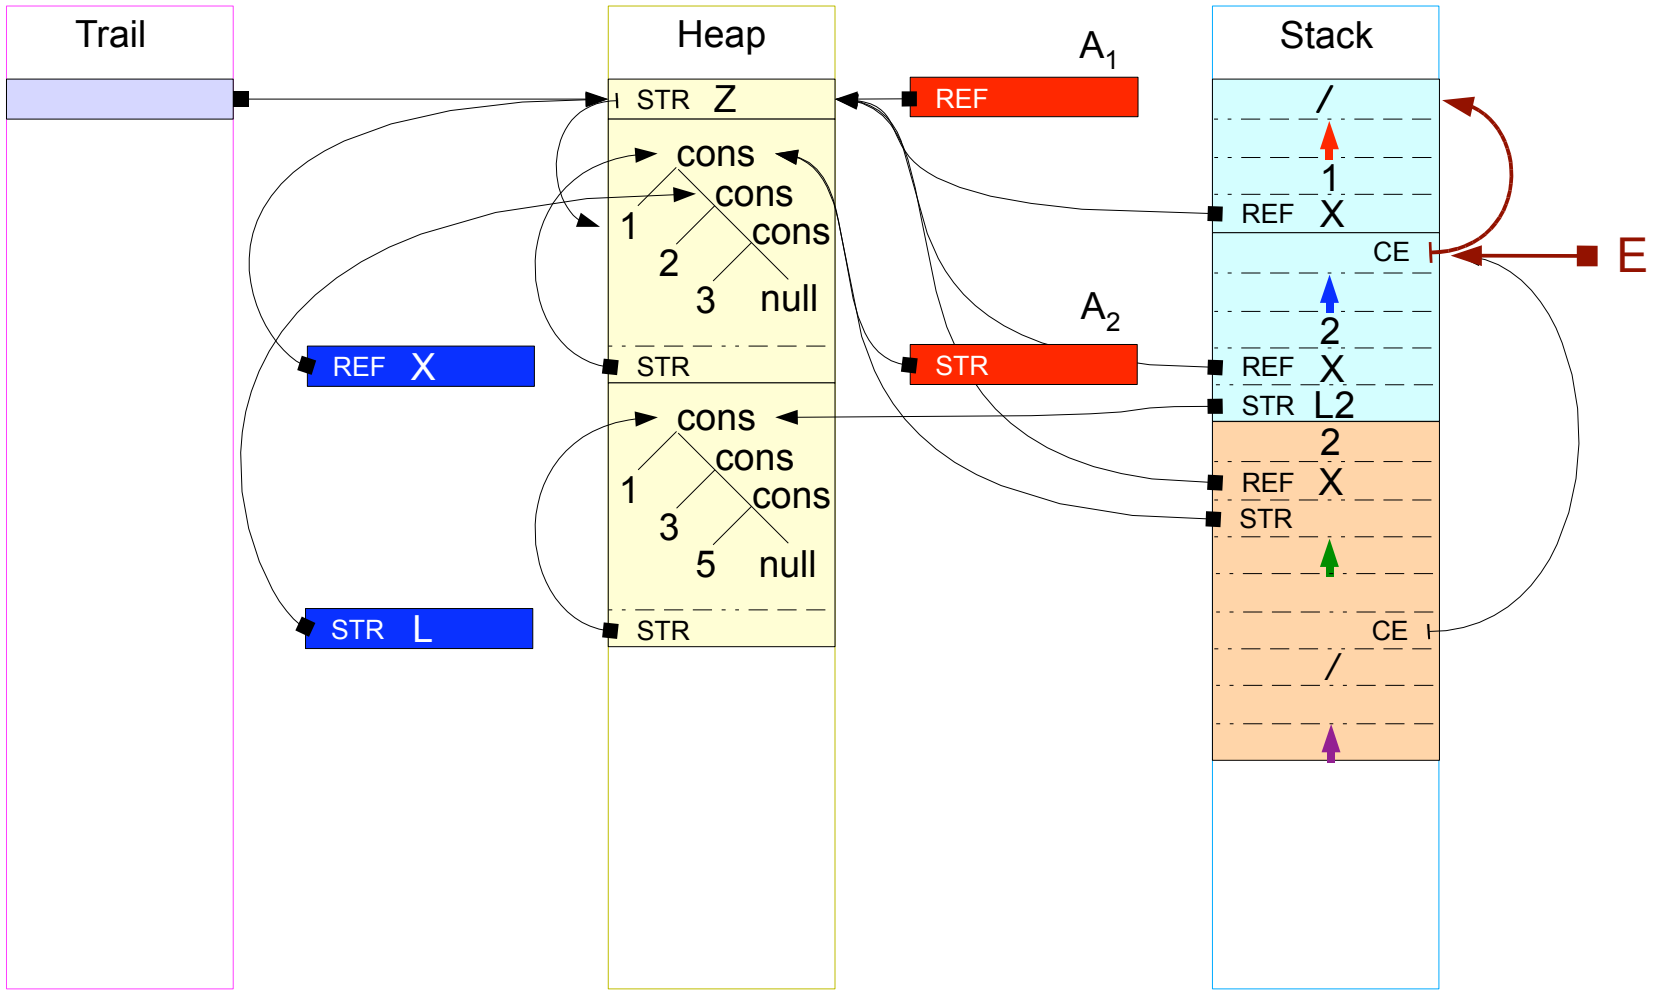 Trail
Heap
A1
Stack
STR Z
REF
/
cons
1
cons
REF X
1
cons
CE
E
2
3
null
A2
2
REF X
STR
STR
REF X
STR L2
cons
2
cons
REF X
1
cons
STR
3
5
null
STR L
STR
CE
/